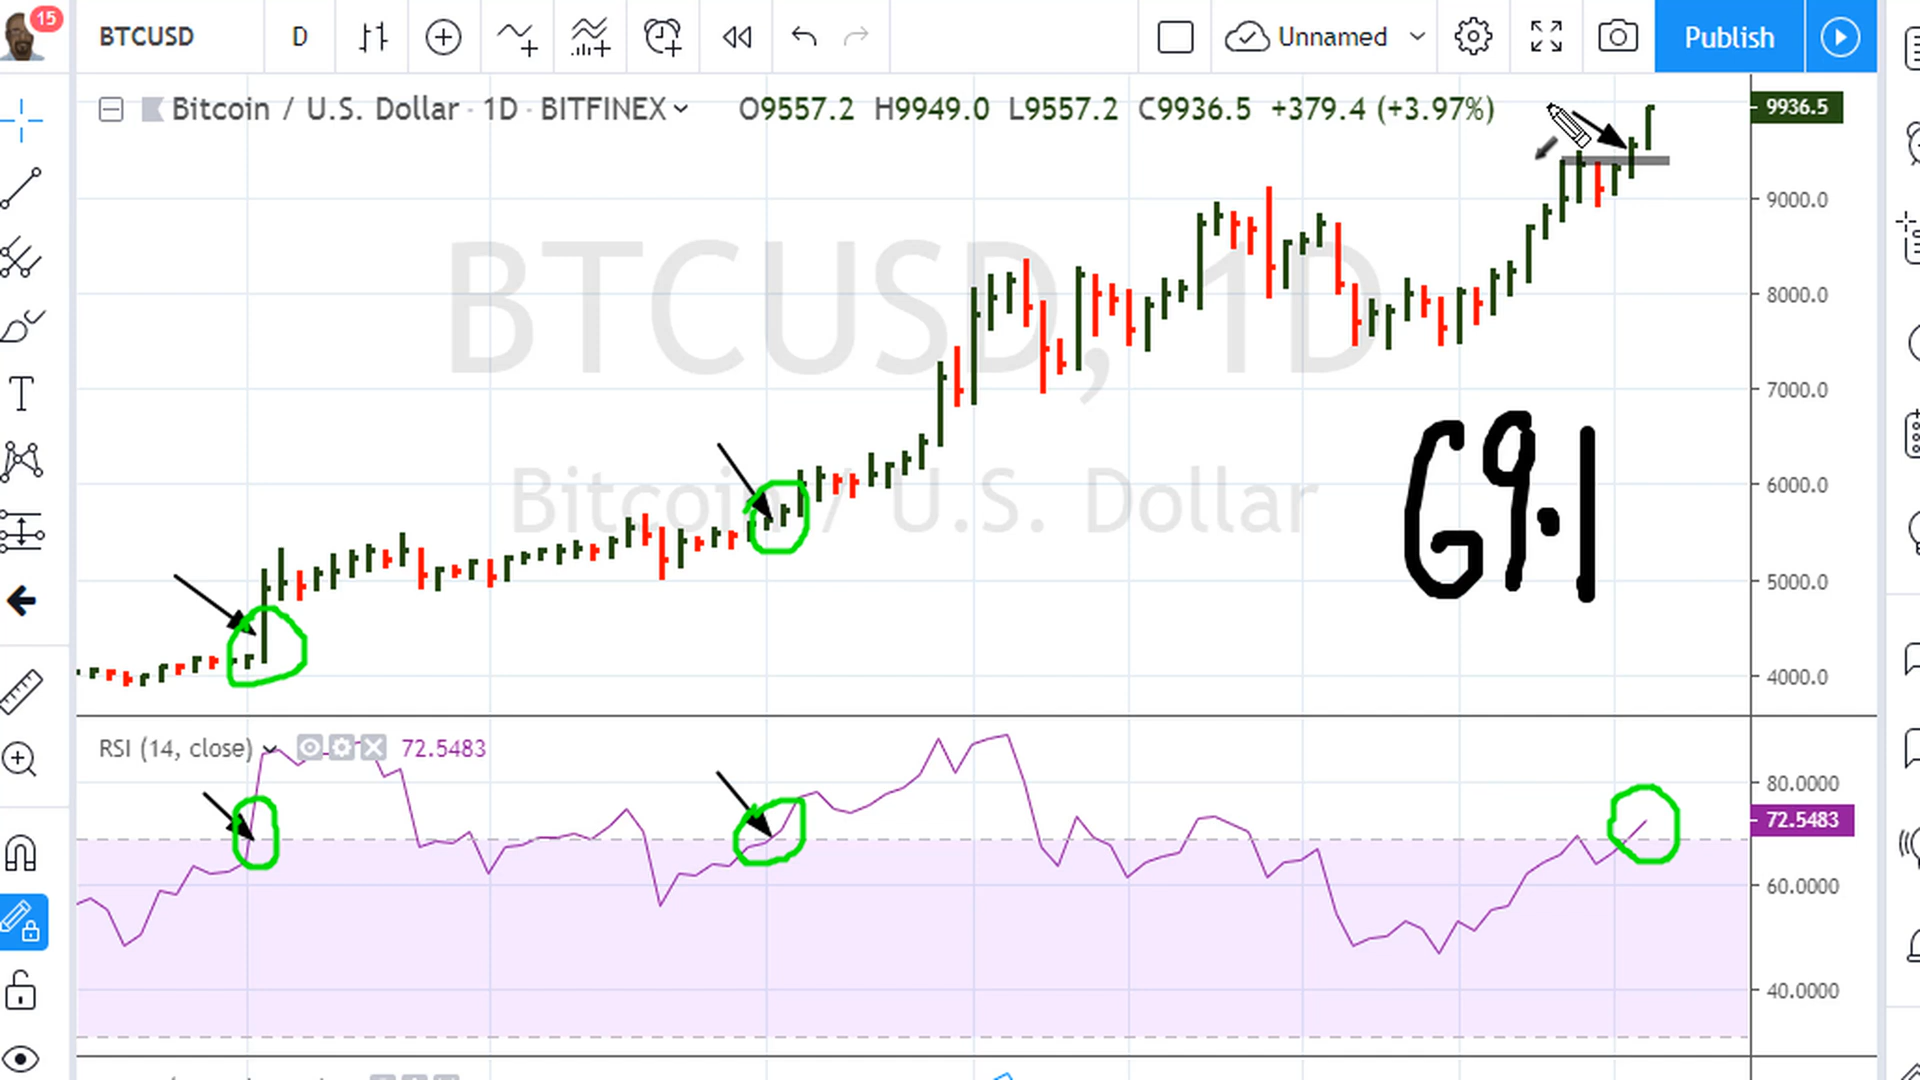 15
BTCUSD D Unnamed Publish
Bitcoin / U.S. Dollar · 1D · BITFINEX O9557.2 H9949.0 L9557.2 C9936.5 +379.4 (+3.97%)
9936.5
9000.0
BTCUSD, 1D
8000.0
7000.0
69.1
Bitcoin / U.S. Dollar
6000.0
5000.0
4000.0
RSI (14, close) 72.5483
80.0000
72.5483
60.0000
40.0000